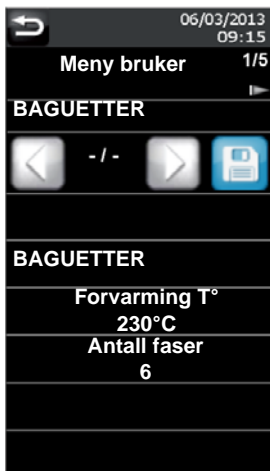 06/03/2013
09:15
Meny bruker 1/5
BAGUETTER
- / -
BAGUETTER
Forvarming T°
230°C
Antall faser
6